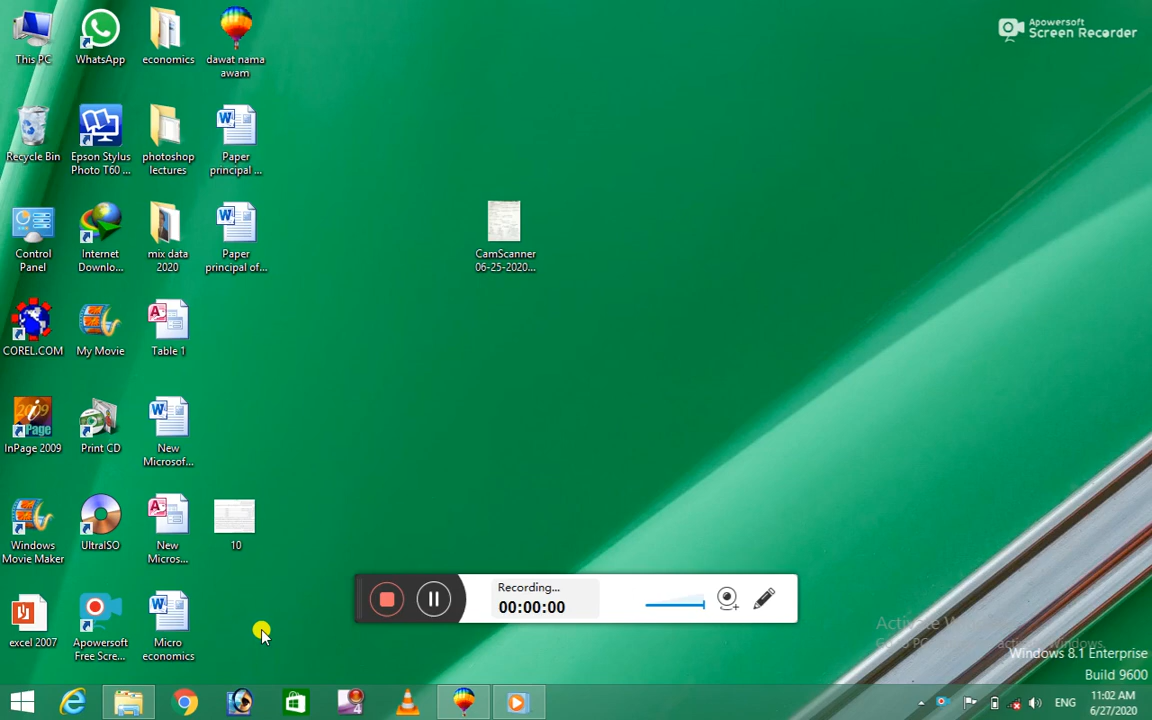 Apowersoft
Screen Recorder
This PC
WhatsApp
economics
dawat nama
awam
Recycle Bin
Epson Stylus
Photo T60 ...
photoshop
lectures
Paper
principal ...
Control
Panel
Internet
Downlo...
mix data
2020
Paper
principal of...
CamScanner
06-25-2020...
COREL.COM
My Movie
Table 1
2009
iPage
InPage 2009
Print CD
New
Microsof...
Windows
Movie Maker
UltraISO
New
Micros...
10
excel 2007
Apowersoft
Free Scre...
Micro
economics
Recording...
00:00:00
Windows 8.1 Enterprise
Build 9600
ENG
11:02 AM
6/27/2020